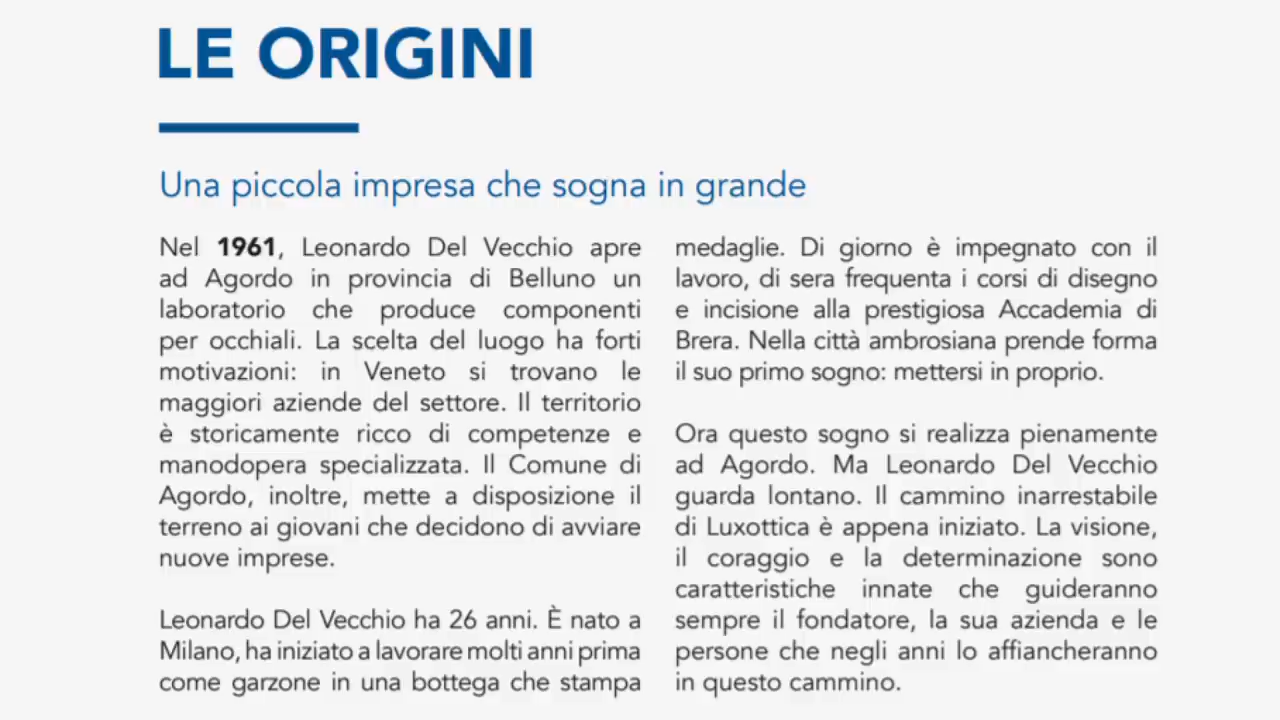 LE ORIGINI
Una piccola impresa che sogna in grande
Nel 1961, Leonardo Del Vecchio apre
ad Agordo in provincia di Belluno un
laboratorio che produce componenti
per occhiali. La scelta del luogo ha forti
motivazioni: in Veneto si trovano le
maggiori aziende del settore. Il territorio
è storicamente ricco di competenze e
manodopera specializzata. Il Comune di
Agordo, inoltre, mette a disposizione il
terreno ai giovani che decidono di avviare
nuove imprese.
Leonardo Del Vecchio ha 26 anni. È nato a
Milano, ha iniziato a lavorare molti anni prima
come garzone in una bottega che stampa
medaglie. Di giorno è impegnato con il
lavoro, di sera frequenta i corsi di disegno
e incisione alla prestigiosa Accademia di
Brera. Nella città ambrosiana prende forma
il suo primo sogno: mettersi in proprio.
Ora questo sogno si realizza pienamente
ad Agordo. Ma Leonardo Del Vecchio
guarda lontano. Il cammino inarrestabile
di Luxottica è appena iniziato. La visione,
il coraggio e la determinazione sono
caratteristiche innate che guideranno
sempre il fondatore, la sua azienda e le
persone che negli anni lo affiancheranno
in questo cammino.